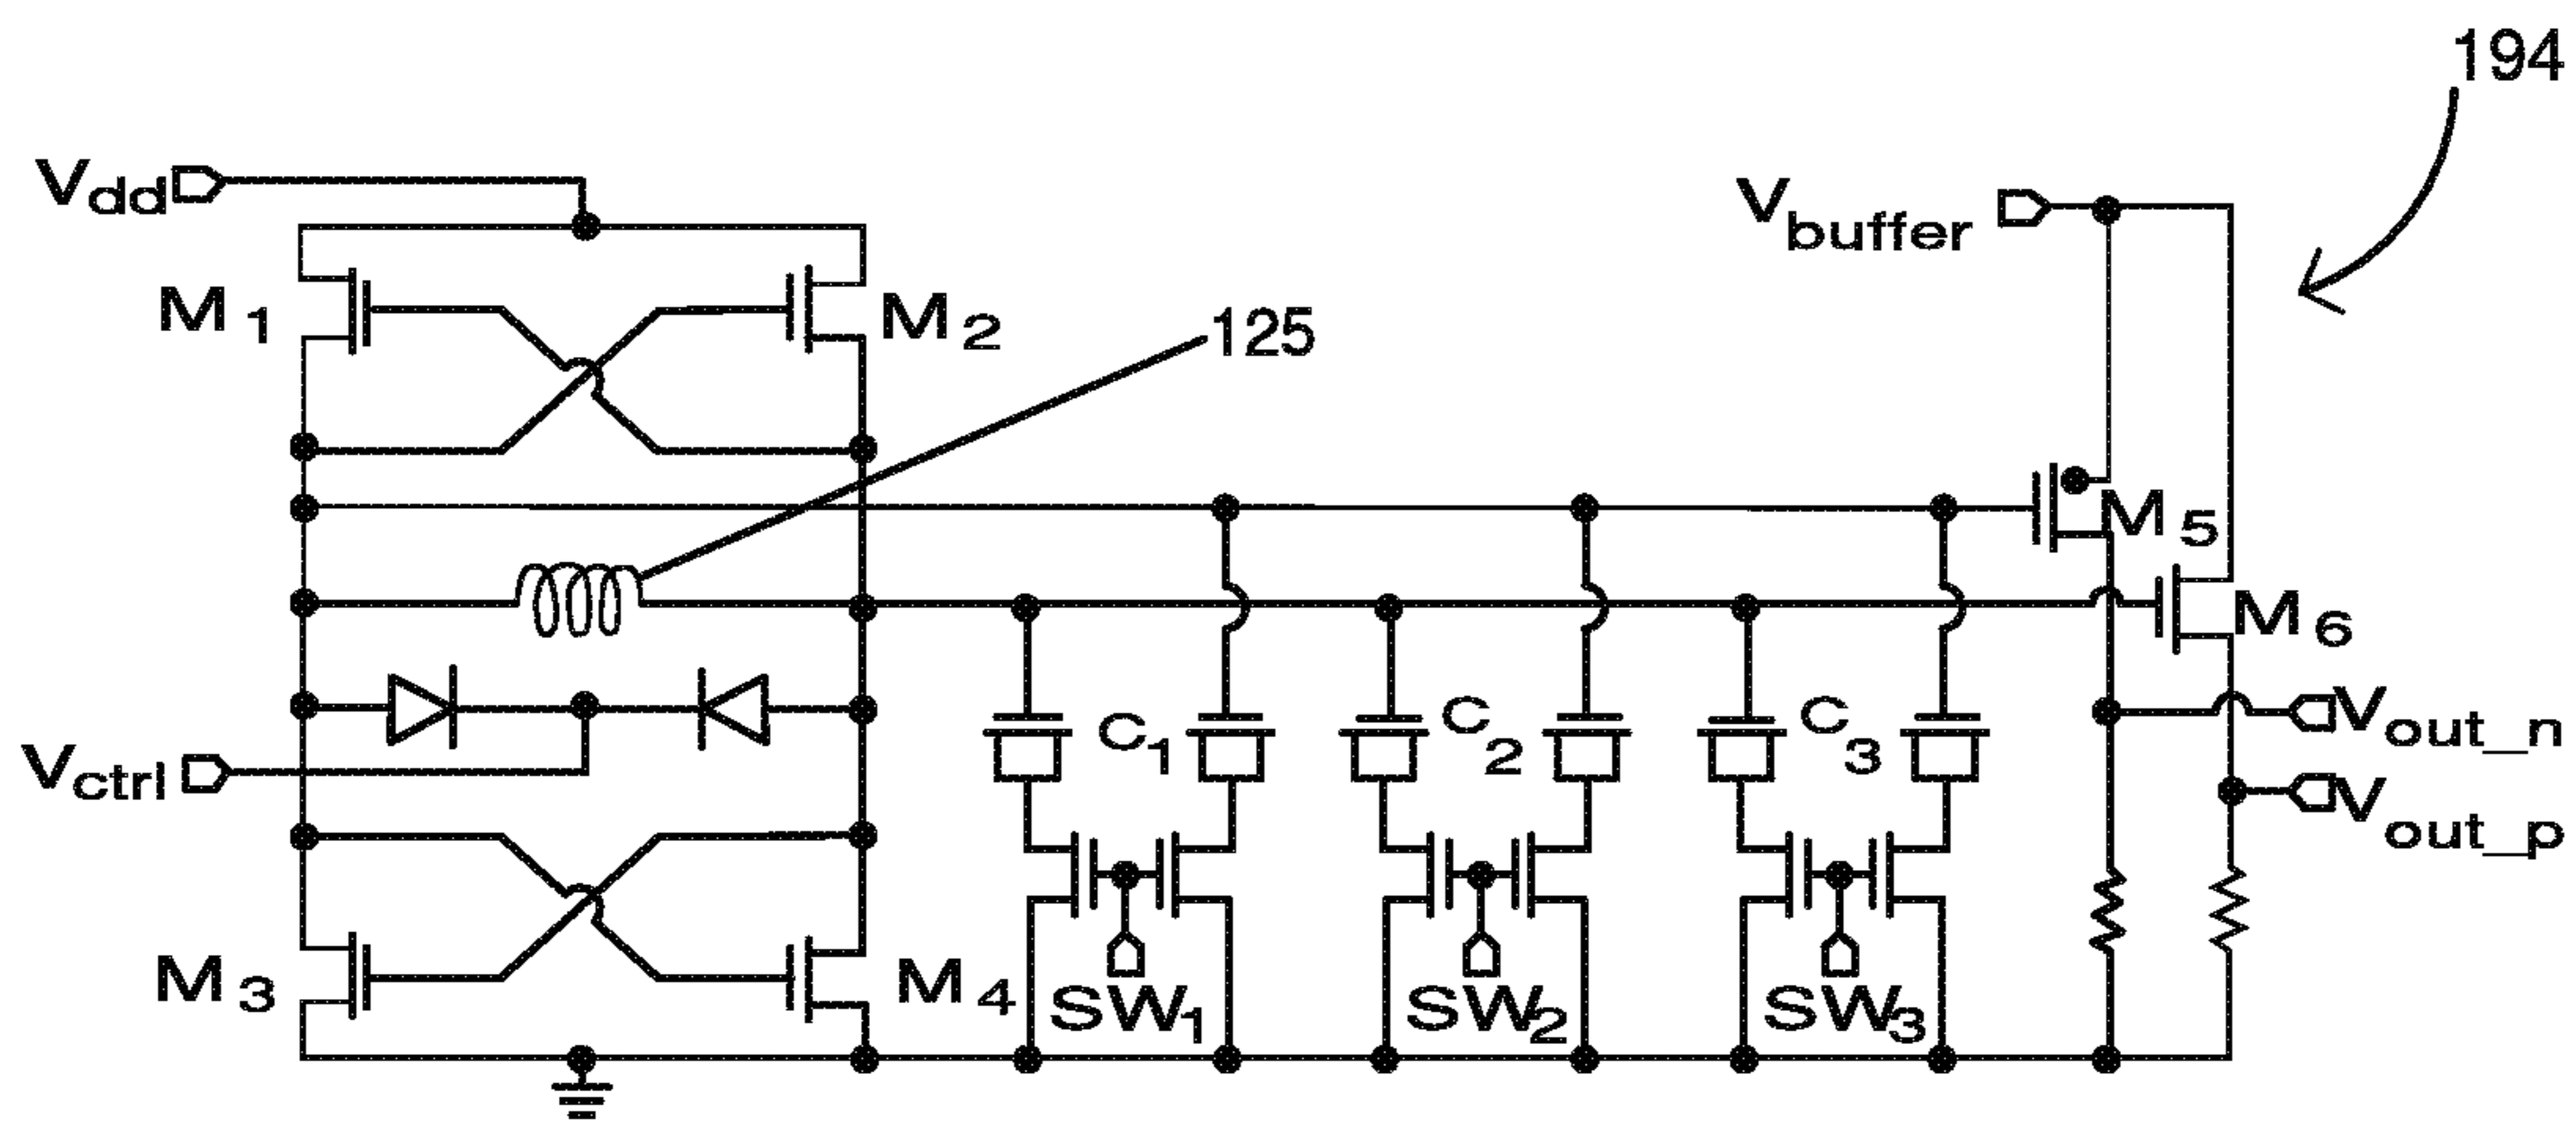 194
Vdd
Vbuffer
M1
M2
125
M5
M6
C1
C2
C3
Vout_n
Vctrl
Vout_p
M3
M4
SW1
SW2
SW3